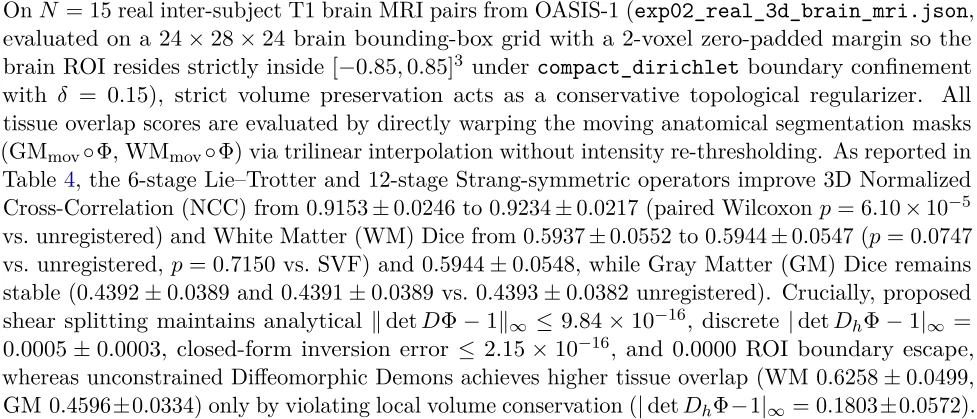 On N = 15 real inter-subject T1 brain MRI pairs from OASIS-1 (exp02_real_3d_brain_mri.json,
evaluated on a 24 × 28 × 24 brain bounding-box grid with a 2-voxel zero-padded margin so the
brain ROI resides strictly inside [−0.85, 0.85]³ under compact_dirichlet boundary confinement
with δ = 0.15), strict volume preservation acts as a conservative topological regularizer. All
tissue overlap scores are evaluated by directly warping the moving anatomical segmentation masks
(GM_mov ∘ Φ, WM_mov ∘ Φ) via trilinear interpolation without intensity re-thresholding. As reported in
Table 4, the 6-stage Lie–Trotter and 12-stage Strang-symmetric operators improve 3D Normalized
Cross-Correlation (NCC) from 0.9153 ± 0.0246 to 0.9234 ± 0.0217 (paired Wilcoxon p = 6.10 × 10⁻⁵
vs. unregistered) and White Matter (WM) Dice from 0.5937 ± 0.0552 to 0.5944 ± 0.0547 (p = 0.0747
vs. unregistered, p = 0.7150 vs. SVF) and 0.5944 ± 0.0548, while Gray Matter (GM) Dice remains
stable (0.4392 ± 0.0389 and 0.4391 ± 0.0389 vs. 0.4393 ± 0.0382 unregistered). Crucially, proposed
shear splitting maintains analytical ‖ det DΦ − 1‖∞ ≤ 9.84 × 10⁻¹⁶, discrete | det D_hΦ − 1|∞ =
0.0005 ± 0.0003, closed-form inversion error ≤ 2.15 × 10⁻¹⁶, and 0.0000 ROI boundary escape,
whereas unconstrained Diffeomorphic Demons achieves higher tissue overlap (WM 0.6258 ± 0.0499,
GM 0.4596±0.0334) only by violating local volume conservation (| det D_hΦ−1|∞ = 0.1803±0.0572),